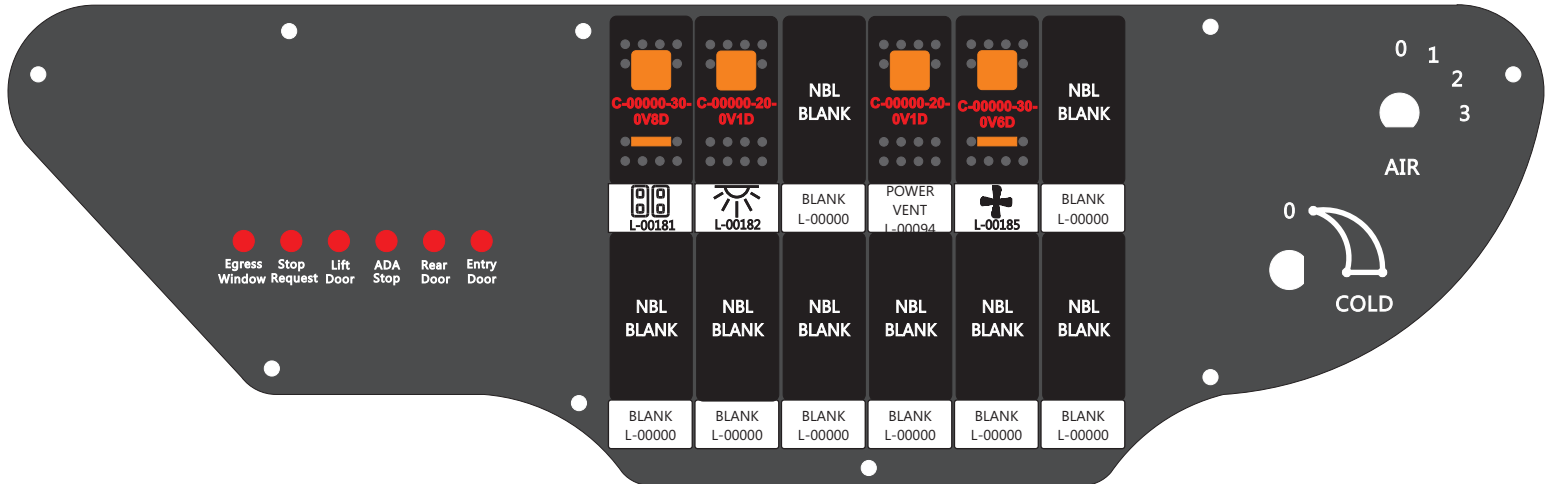 0
1
2
3
AIR
0
COLD
C-00000-30-
0V8D
C-00000-20-
0V1D
NBL
BLANK
C-00000-20-
0V1D
C-00000-30-
0V6D
NBL
BLANK
L-00181
L-00182
BLANK
L-00000
POWER
VENT
L-00094
L-00185
BLANK
L-00000
Egress
Window
Stop
Request
Lift
Door
ADA
Stop
Rear
Door
Entry
Door
NBL
BLANK
NBL
BLANK
NBL
BLANK
NBL
BLANK
NBL
BLANK
NBL
BLANK
BLANK
L-00000
BLANK
L-00000
BLANK
L-00000
BLANK
L-00000
BLANK
L-00000
BLANK
L-00000